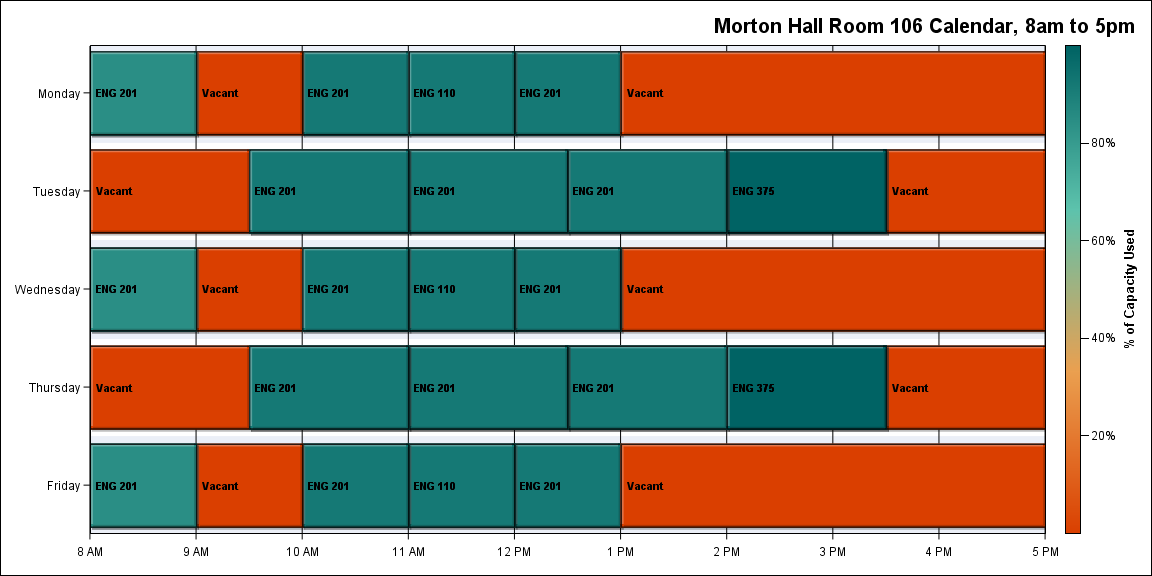 Morton Hall Room 106 Calendar, 8am to 5pm
Monday
ENG 201
Vacant
ENG 201
ENG 110
ENG 201
Vacant
Tuesday
Vacant
ENG 201
ENG 201
ENG 201
ENG 375
Vacant
Wednesday
ENG 201
Vacant
ENG 201
ENG 110
ENG 201
Vacant
Thursday
Vacant
ENG 201
ENG 201
ENG 201
ENG 375
Vacant
Friday
ENG 201
Vacant
ENG 201
ENG 110
ENG 201
Vacant
8 AM
9 AM
10 AM
11 AM
12 PM
1 PM
2 PM
3 PM
4 PM
5 PM
80%
60%
40%
20%
% of Capacity Used